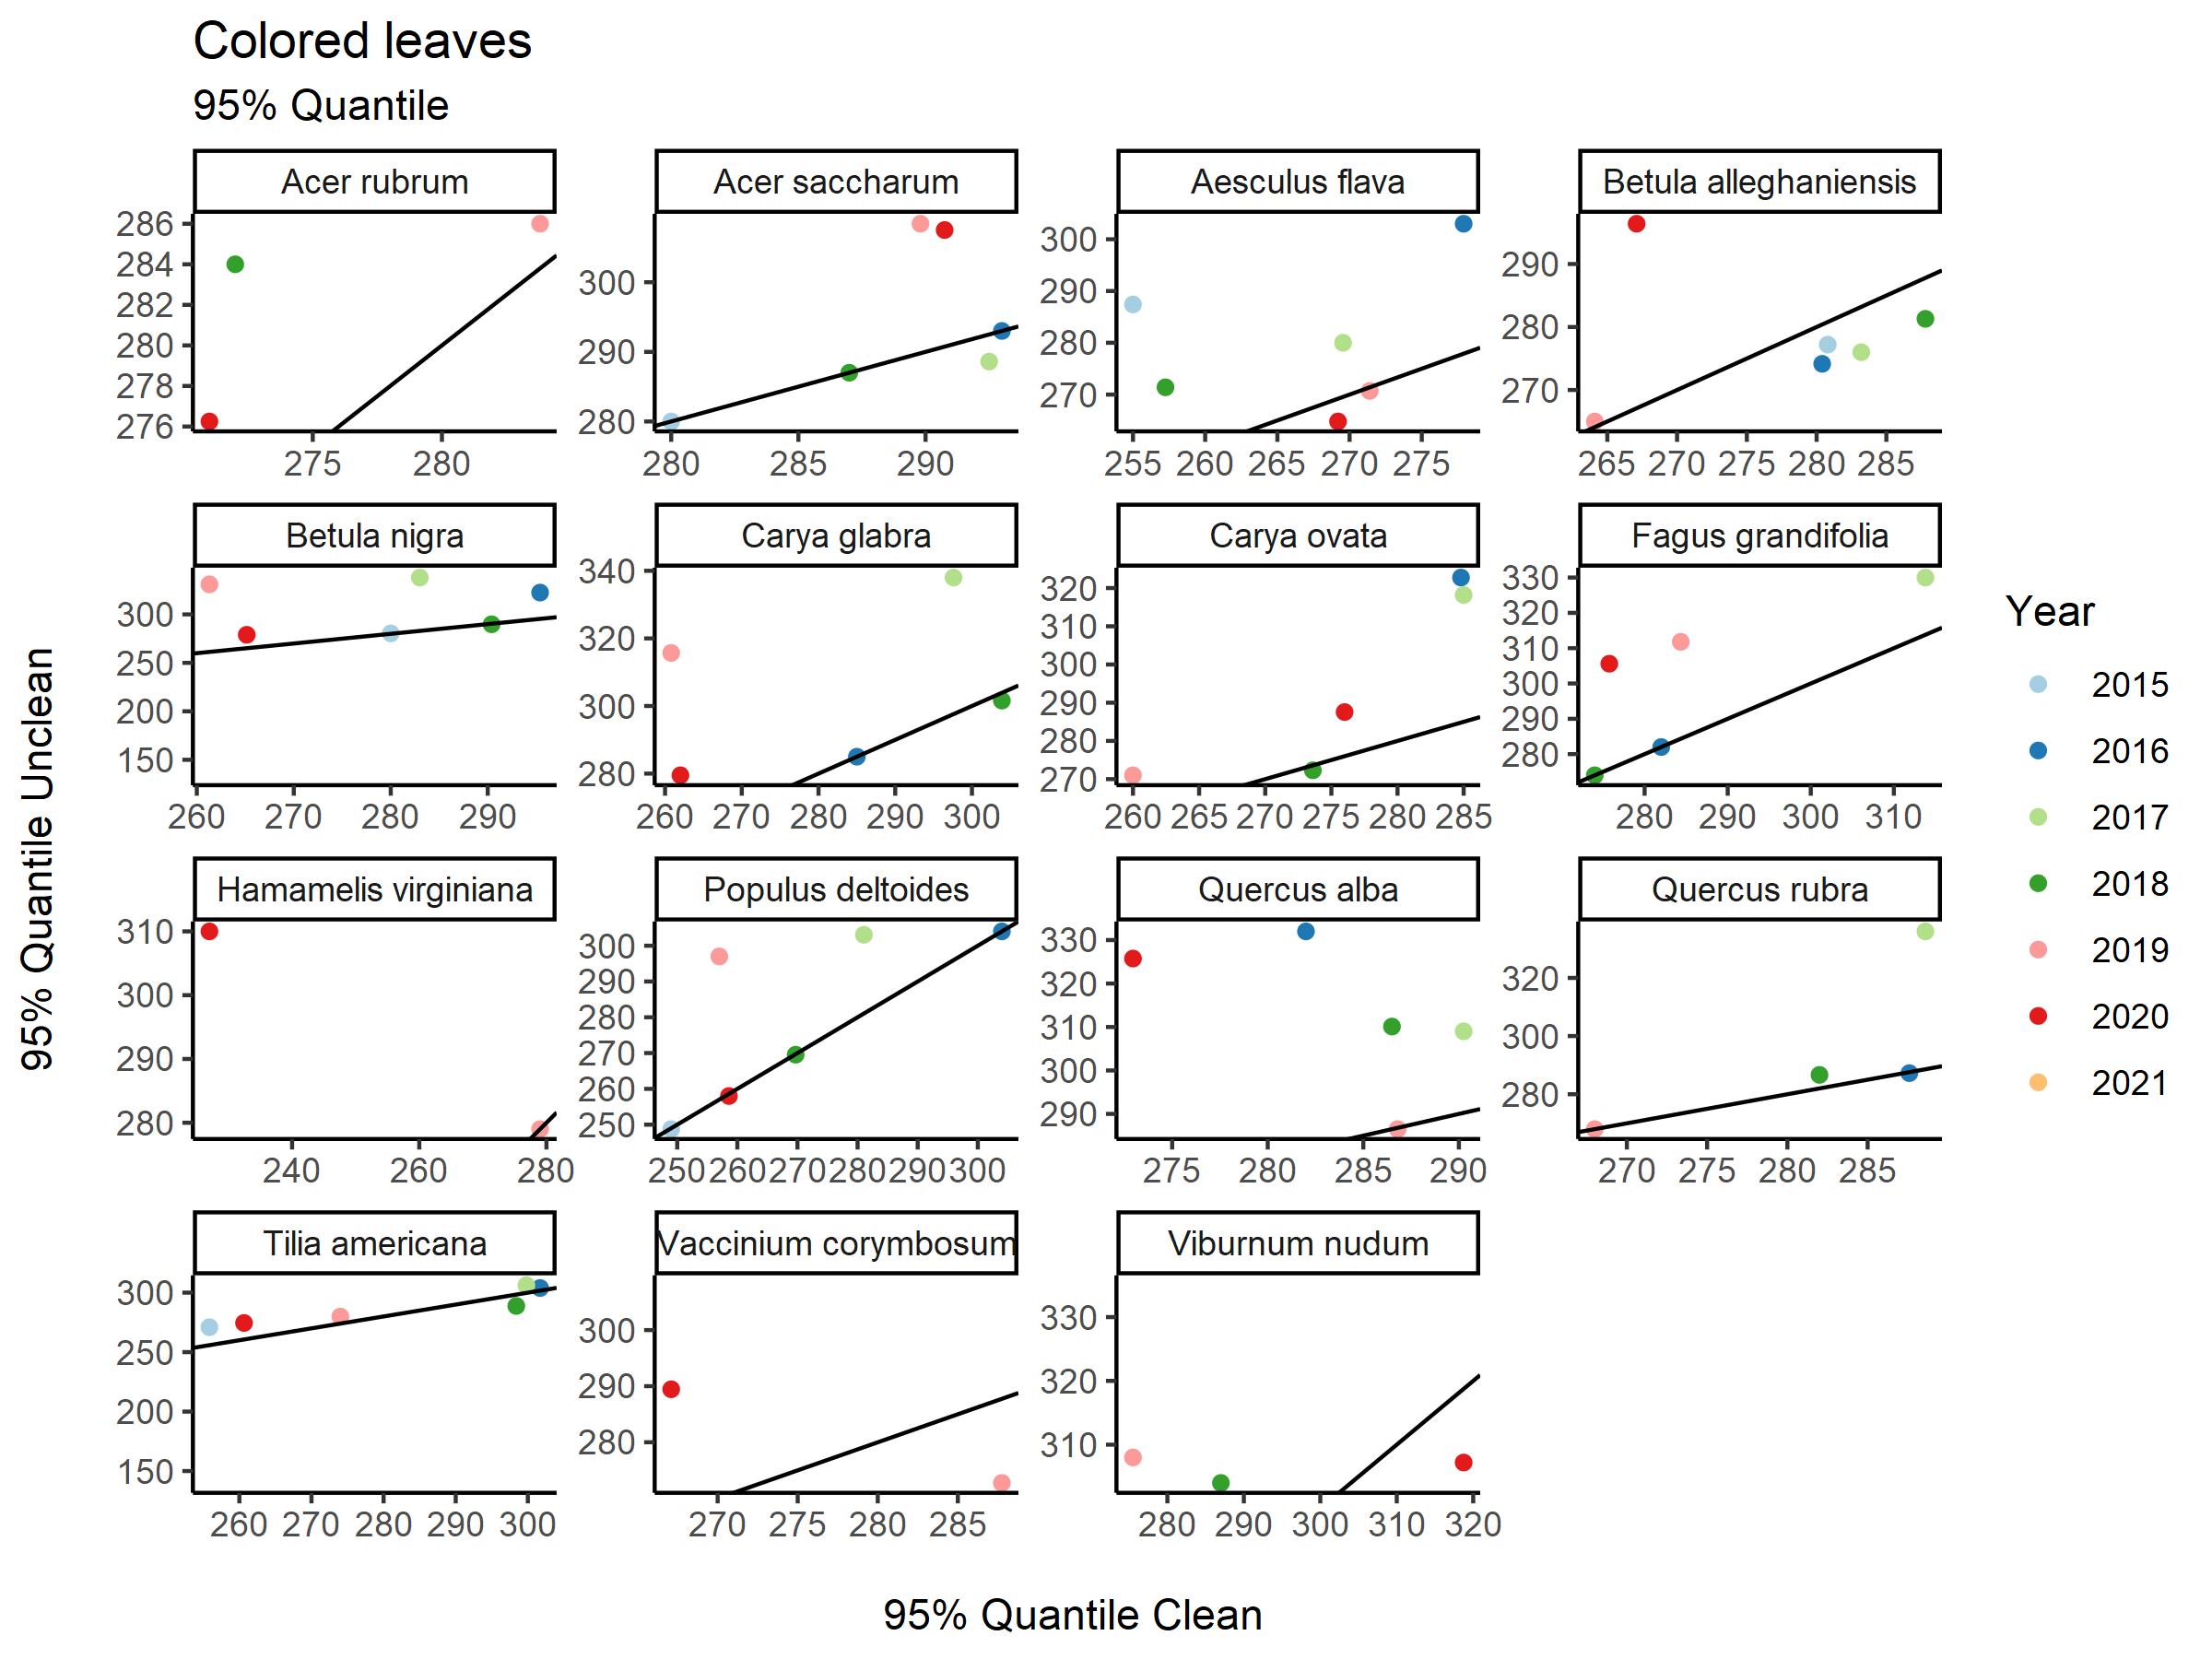 Colored leaves
95% Quantile
Acer rubrum
Acer saccharum
Aesculus flava
Betula alleghaniensis
286
284
282
280
278
276
275 280
300
290
280
280 285 290
300
290
280
270
255 260 265 270 275
290
280
270
265 270 275 280 285
Betula nigra
Carya glabra
Carya ovata
Fagus grandifolia
300
250
200
150
260 270 280 290
340
320
300
280
260 270 280 290 300
320
310
300
290
280
270
260 265 270 275 280 285
330
320
310
300
290
280
280 290 300 310
Hamamelis virginiana
Populus deltoides
Quercus alba
Quercus rubra
310
300
290
280
240 260 280
300
290
280
270
260
250
250 260 270 280 290 300
330
320
310
300
290
275 280 285 290
320
300
280
270 275 280 285
Tilia americana
Vaccinium corymbosum
Viburnum nudum
300
250
200
150
260 270 280 290 300
300
290
280
270 275 280 285
330
320
310
280 290 300 310 320
95% Quantile Unclean
95% Quantile Clean
Year
2015
2016
2017
2018
2019
2020
2021